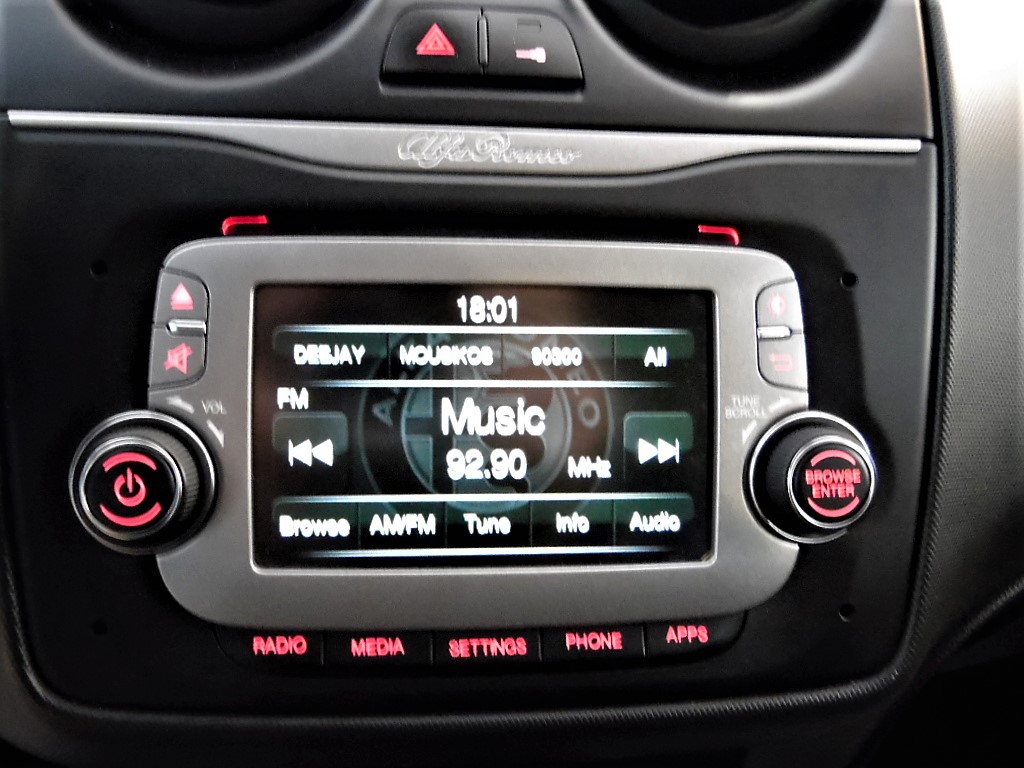 Alfa Romeo
18:01
DEEJAY MOUSIKOS 90300 All
FM
VOL
TUNE
SCROLL
Music
92.90 MHz
BROWSE
ENTER
Browse AM/FM Tune Info Audio
RADIO MEDIA SETTINGS PHONE APPS